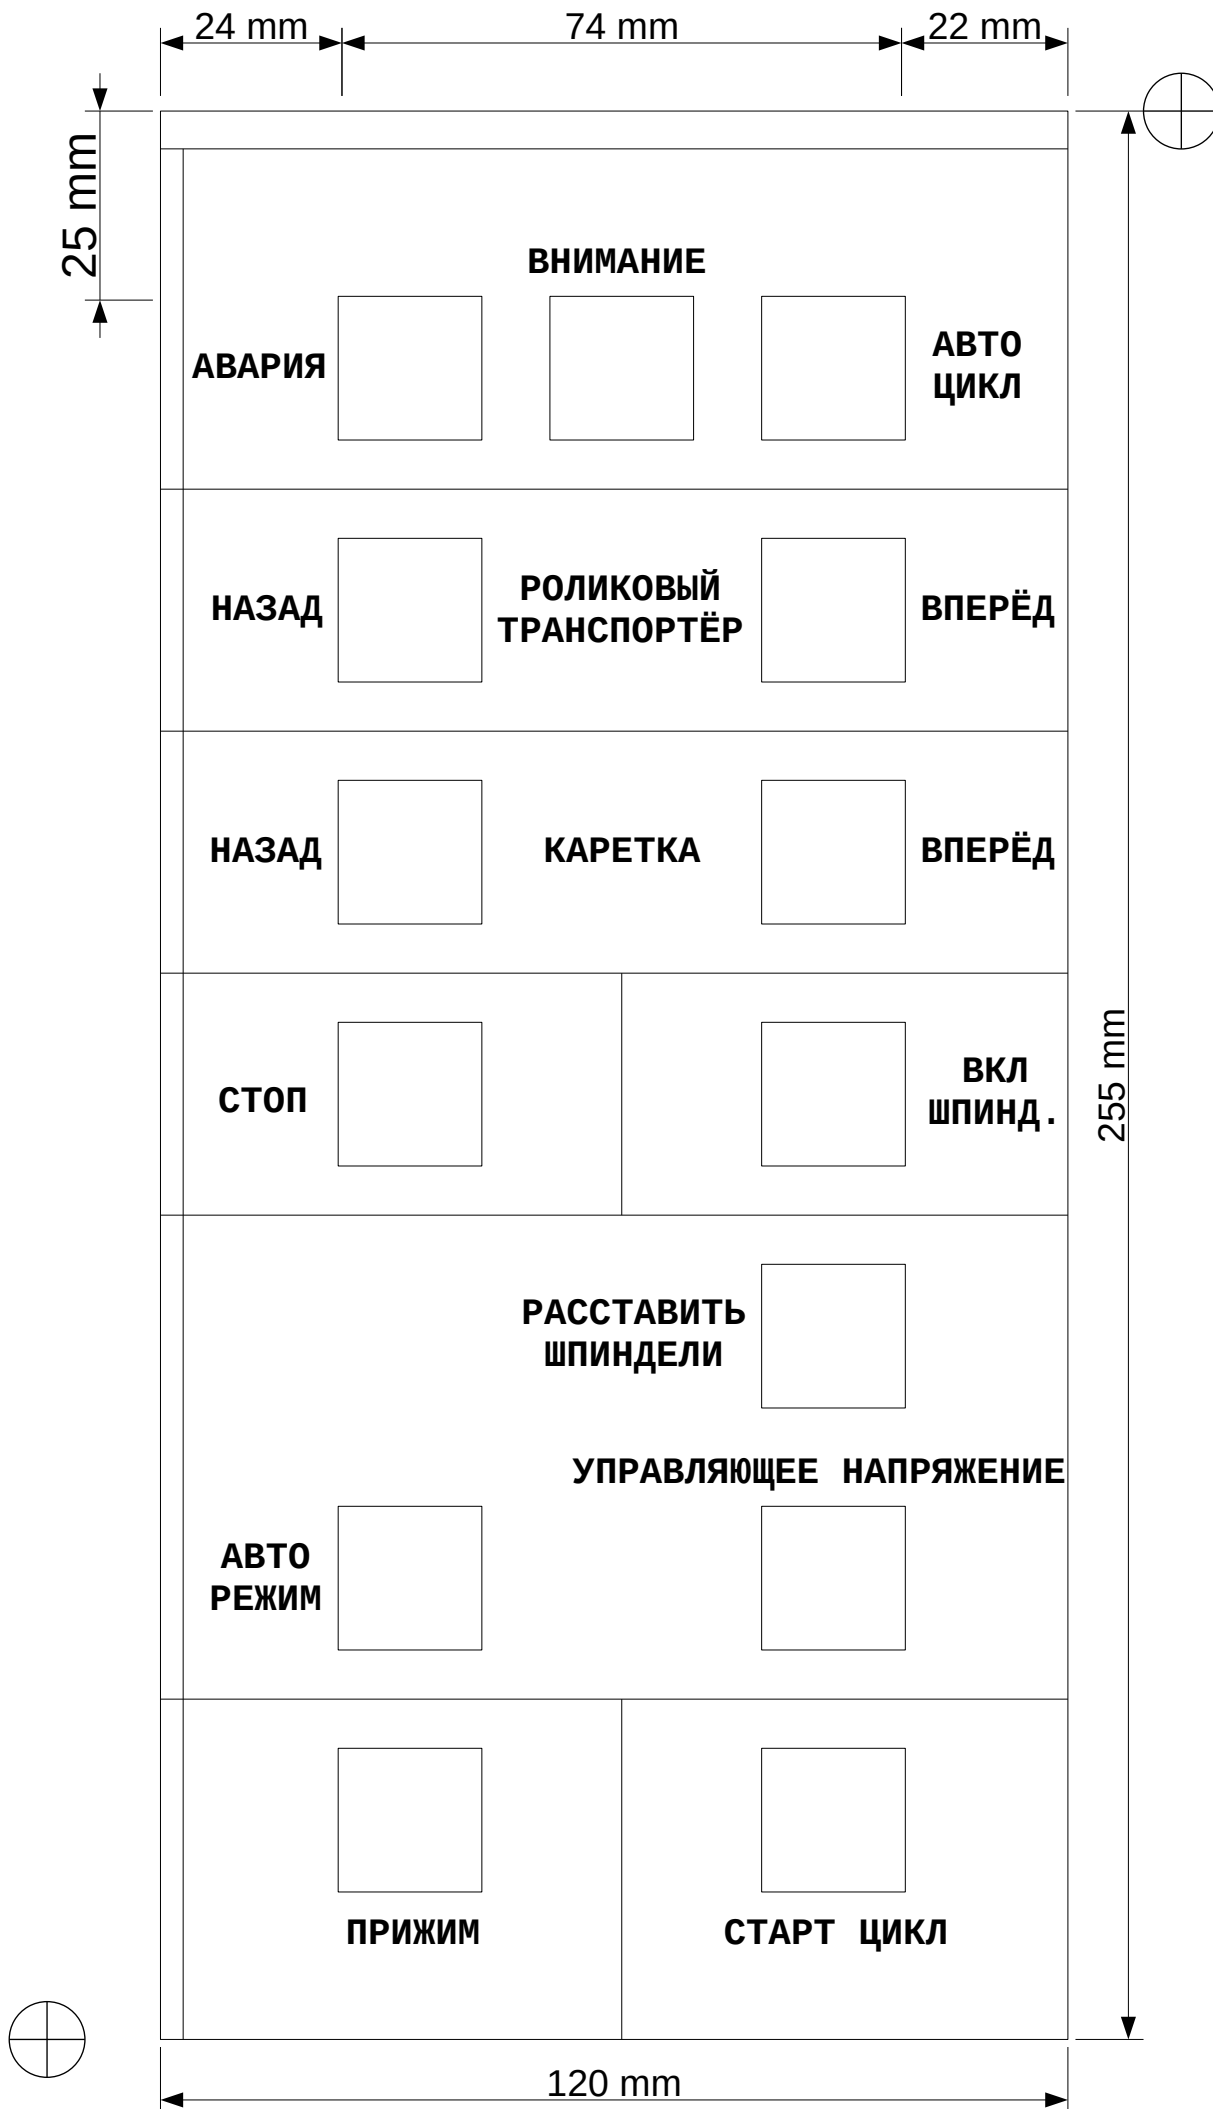 24 mm
74 mm
22 mm
25 mm
ВНИМАНИЕ
АВАРИЯ
АВТО
ЦИКЛ
НАЗАД
РОЛИКОВЫЙ
ТРАНСПОРТЁР
ВПЕРЁД
НАЗАД
КАРЕТКА
ВПЕРЁД
СТОП
ВКЛ
ШПИНД.
255 mm
РАССТАВИТЬ
ШПИНДЕЛИ
УПРАВЛЯЮЩЕЕ НАПРЯЖЕНИЕ
АВТО
РЕЖИМ
ПРИЖИМ
СТАРТ ЦИКЛ
120 mm